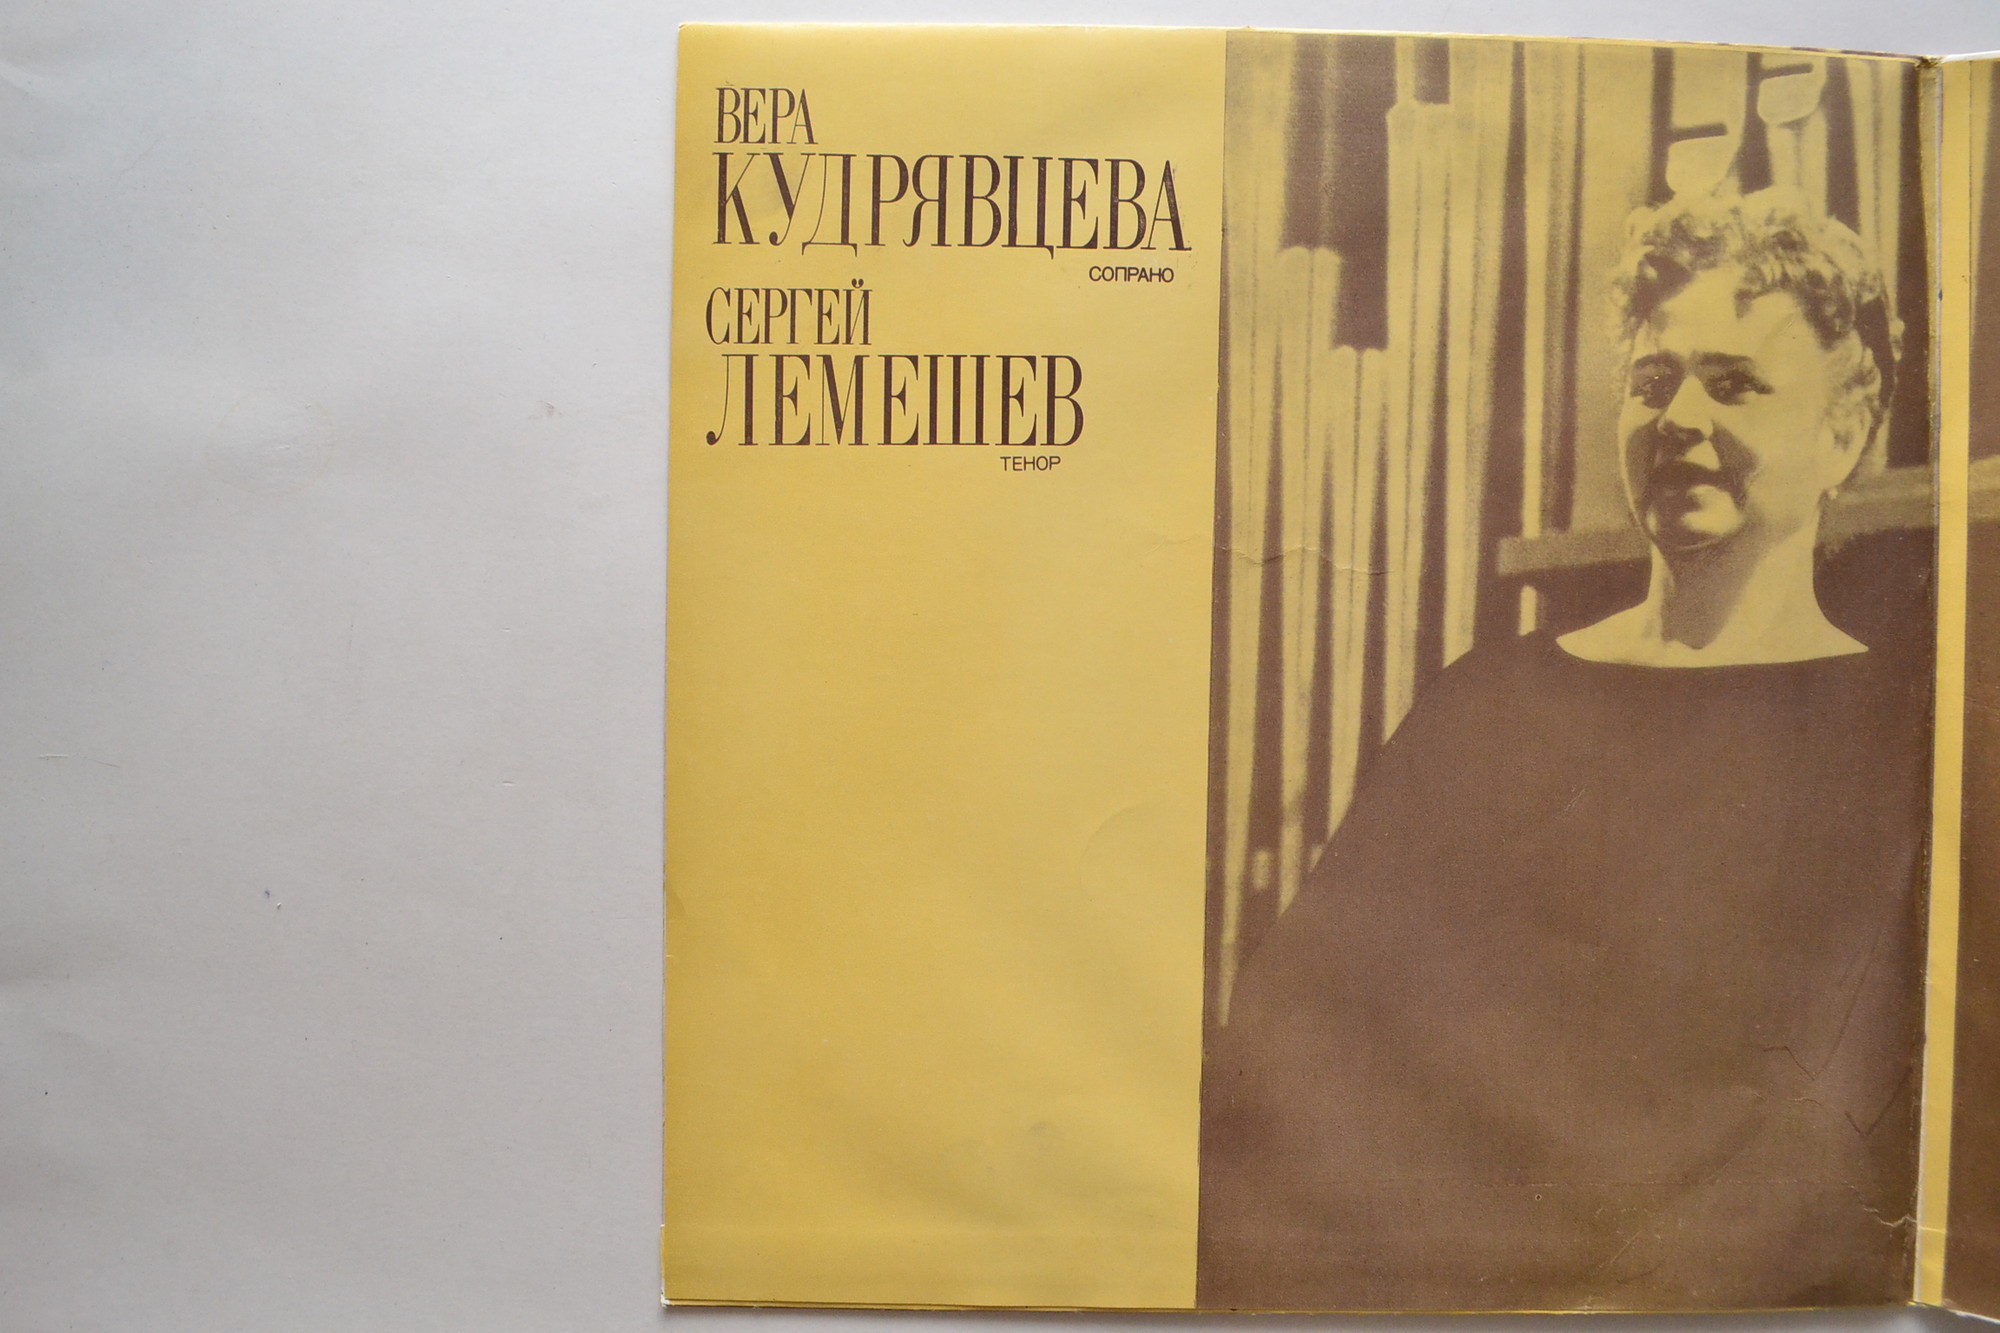 ВЕРА
КУДРЯВЦЕВА
СОПРАНО
СЕРГЕЙ
ЛЕМЕШЕВ
ТЕНОР